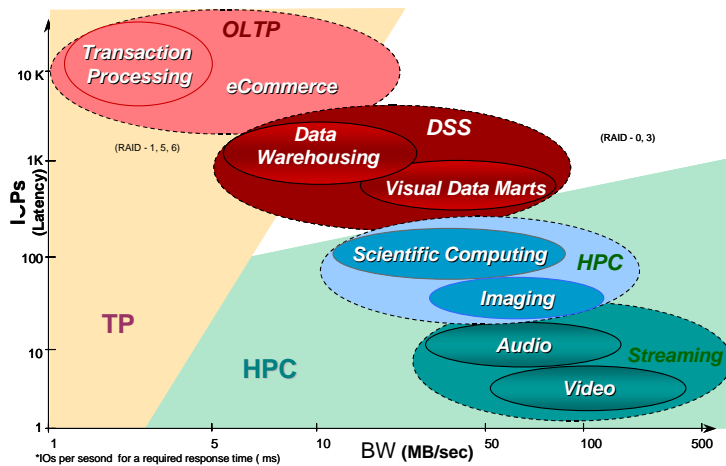 OLTP
Transaction
Processing
eCommerce
10 K
DSS
Data
Warehousing
(RAID - 1, 5, 6)
(RAID - 0, 3)
1K
Visual Data Marts
IOPs
(Latency)
Scientific Computing
100
HPC
Imaging
TP
Audio
10
Streaming
HPC
Video
1
1
5
10
50
100
500
BW (MB/sec)
*IOs per sesond for a required response time ( ms)